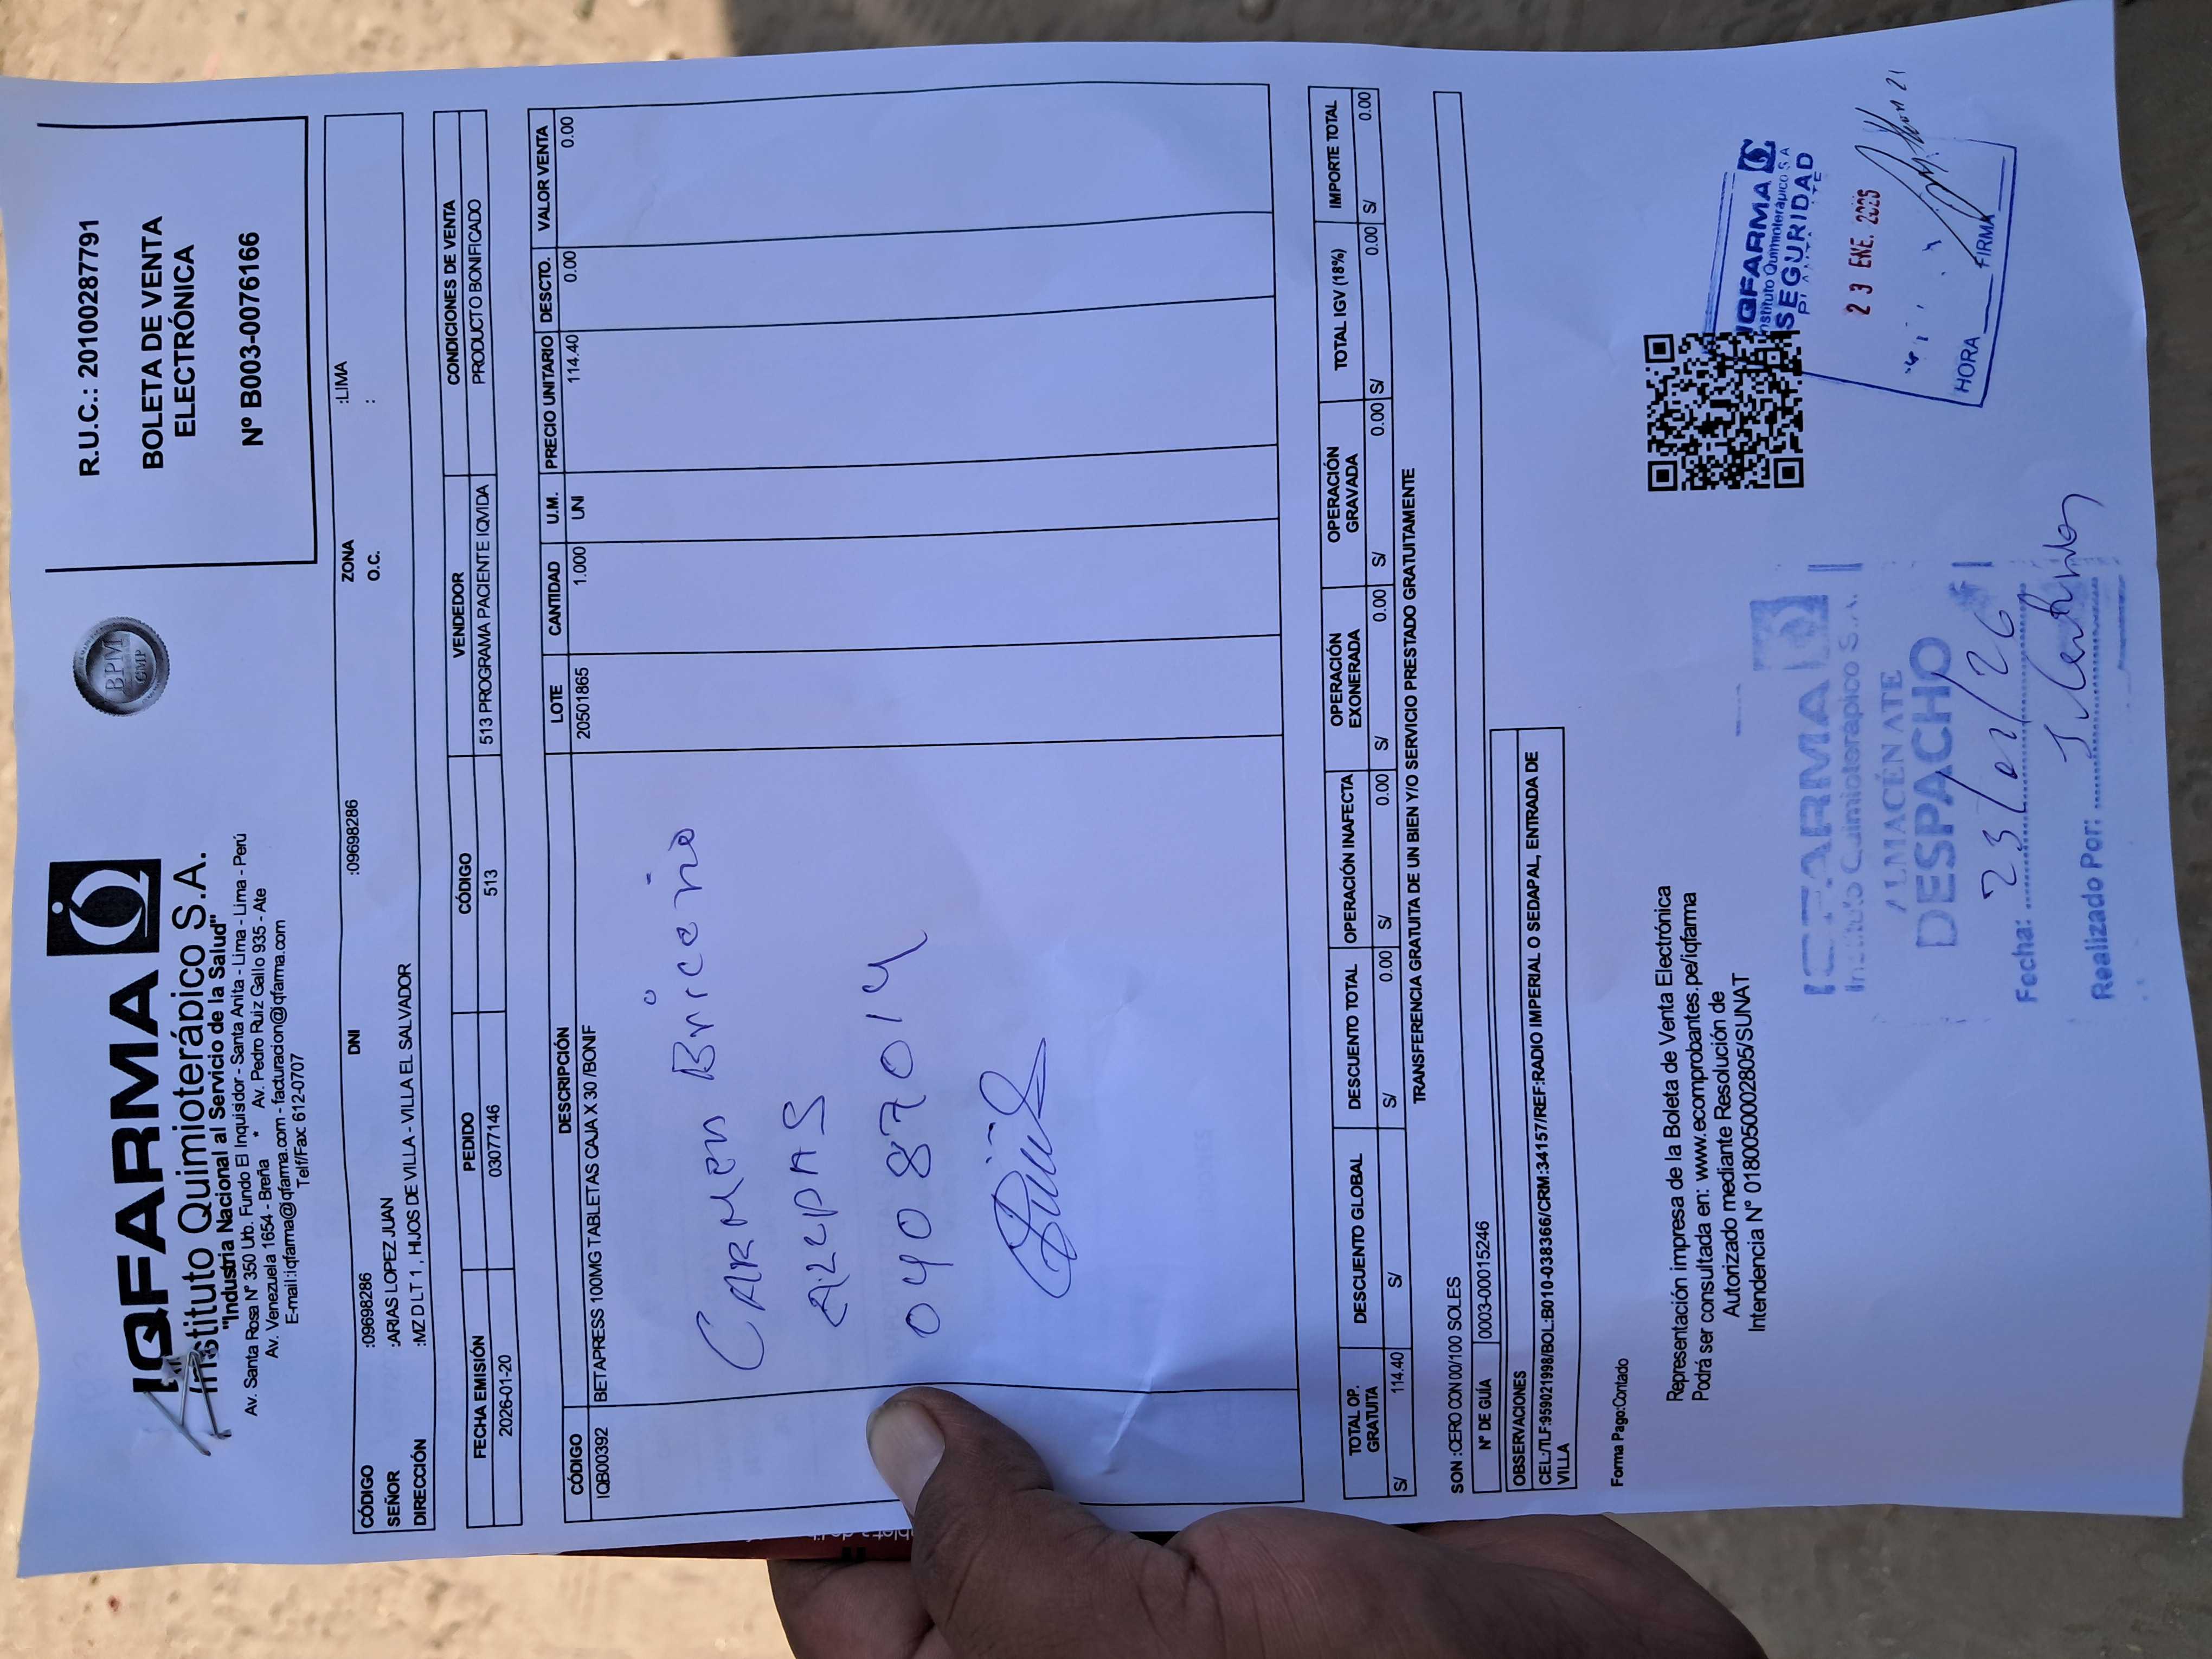 IQFARMA
Instituto Quimioterápico S.A.
"Industria Nacional al Servicio de la Salud"
Av. Santa Rosa Nº 350 Urb. Fundo El Inquisidor - Santa Anita - Lima - Lima - Perú
Av. Venezuela 1654 - Breña * Av. Pedro Ruiz Gallo 935 - Ate
E-mail:iqfarma@iqfarma.com - facturacion@iqfarma.com
Telf/Fax 612-0707
BPM
GMP
R.U.C.: 20100287791
BOLETA DE VENTA
ELECTRÓNICA
Nº B003-0076166
CÓDIGO :09698286 DNI :09698286 ZONA :LIMA
SEÑOR :ARIAS LOPEZ JUAN O.C. :
DIRECCIÓN :MZ D LT 1 , HIJOS DE VILLA - VILLA EL SALVADOR
FECHA EMISIÓN PEDIDO CÓDIGO VENDEDOR CONDICIONES DE VENTA
2026-01-20 03077146 513 513 PROGRAMA PACIENTE IQVIDA PRODUCTO BONIFICADO
CÓDIGO DESCRIPCIÓN LOTE CANTIDAD U.M. PRECIO UNITARIO DESCTO. VALOR VENTA
IQB00392 BETAPRESS 100MG TABLETAS CAJA X 30 /BONIF 20501865 1.000 UNI 114.40 0.00 0.00
CARMEN Briceño
04087014
TOTAL OP. GRATUITA DESCUENTO GLOBAL DESCUENTO TOTAL OPERACIÓN INAFECTA OPERACIÓN EXONERADA OPERACIÓN GRAVADA TOTAL IGV (18%) IMPORTE TOTAL
S/ 114.40 S/ S/ 0.00 S/ 0.00 S/ 0.00 S/ 0.00 S/ 0.00 S/ 0.00
TRANSFERENCIA GRATUITA DE UN BIEN Y/O SERVICIO PRESTADO GRATUITAMENTE
SON :CERO CON 00/100 SOLES
Nº DE GUÍA 0003-00015246
OBSERVACIONES
CEL:/TLF:959021998/BOL:B010-038366/CRM:34157/REF:RADIO IMPERIAL O SEDAPAL, ENTRADA DE
VILLA
Forma Pago:Contado
Representación impresa de la Boleta de Venta Electrónica
Podrá ser consultada en: www.ecomprobantes.pe/iqfarma
Autorizado mediante Resolución de
Intendencia Nº 0180050002805/SUNAT
IQFARMA
Instituto Quimioterapico S.A.
ALMACÉN ATE
DESPACHO
Fecha: 23/01/26
Realizado Por:
IQFARMA
Instituto Quimioterapico S A
SEGURIDAD
23 ENE. 2026
HORA FIRMA